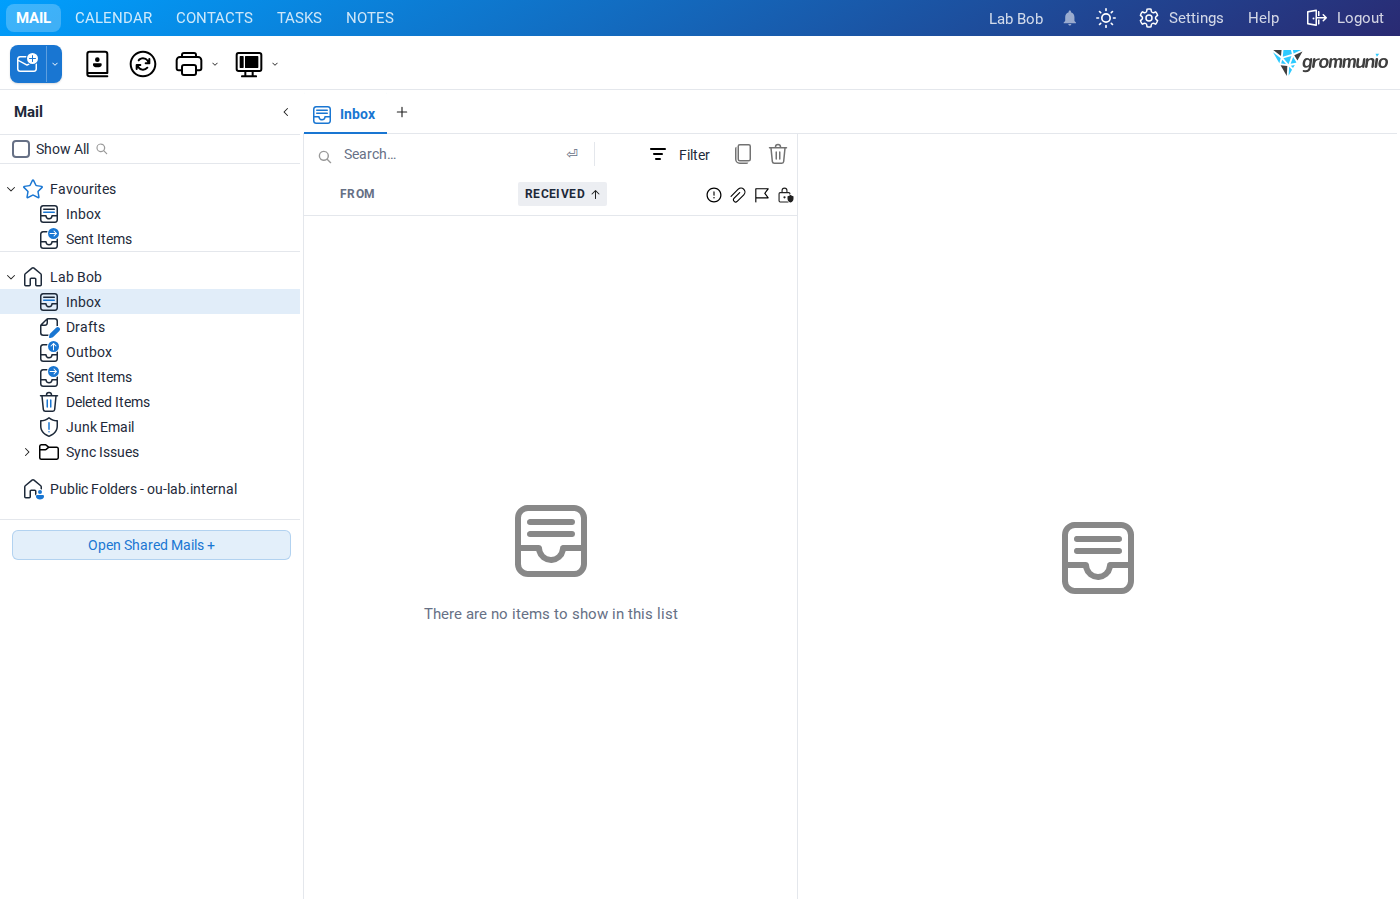 MAIL CALENDAR CONTACTS TASKS NOTES Lab Bob Settings Help Logout
grommunio
Mail
Inbox
Show All
Search...
Filter
FROM RECEIVED
Favourites
Inbox
Sent Items
Lab Bob
Inbox
Drafts
Outbox
Sent Items
Deleted Items
Junk Email
Sync Issues
Public Folders - ou-lab.internal
Open Shared Mails +
There are no items to show in this list